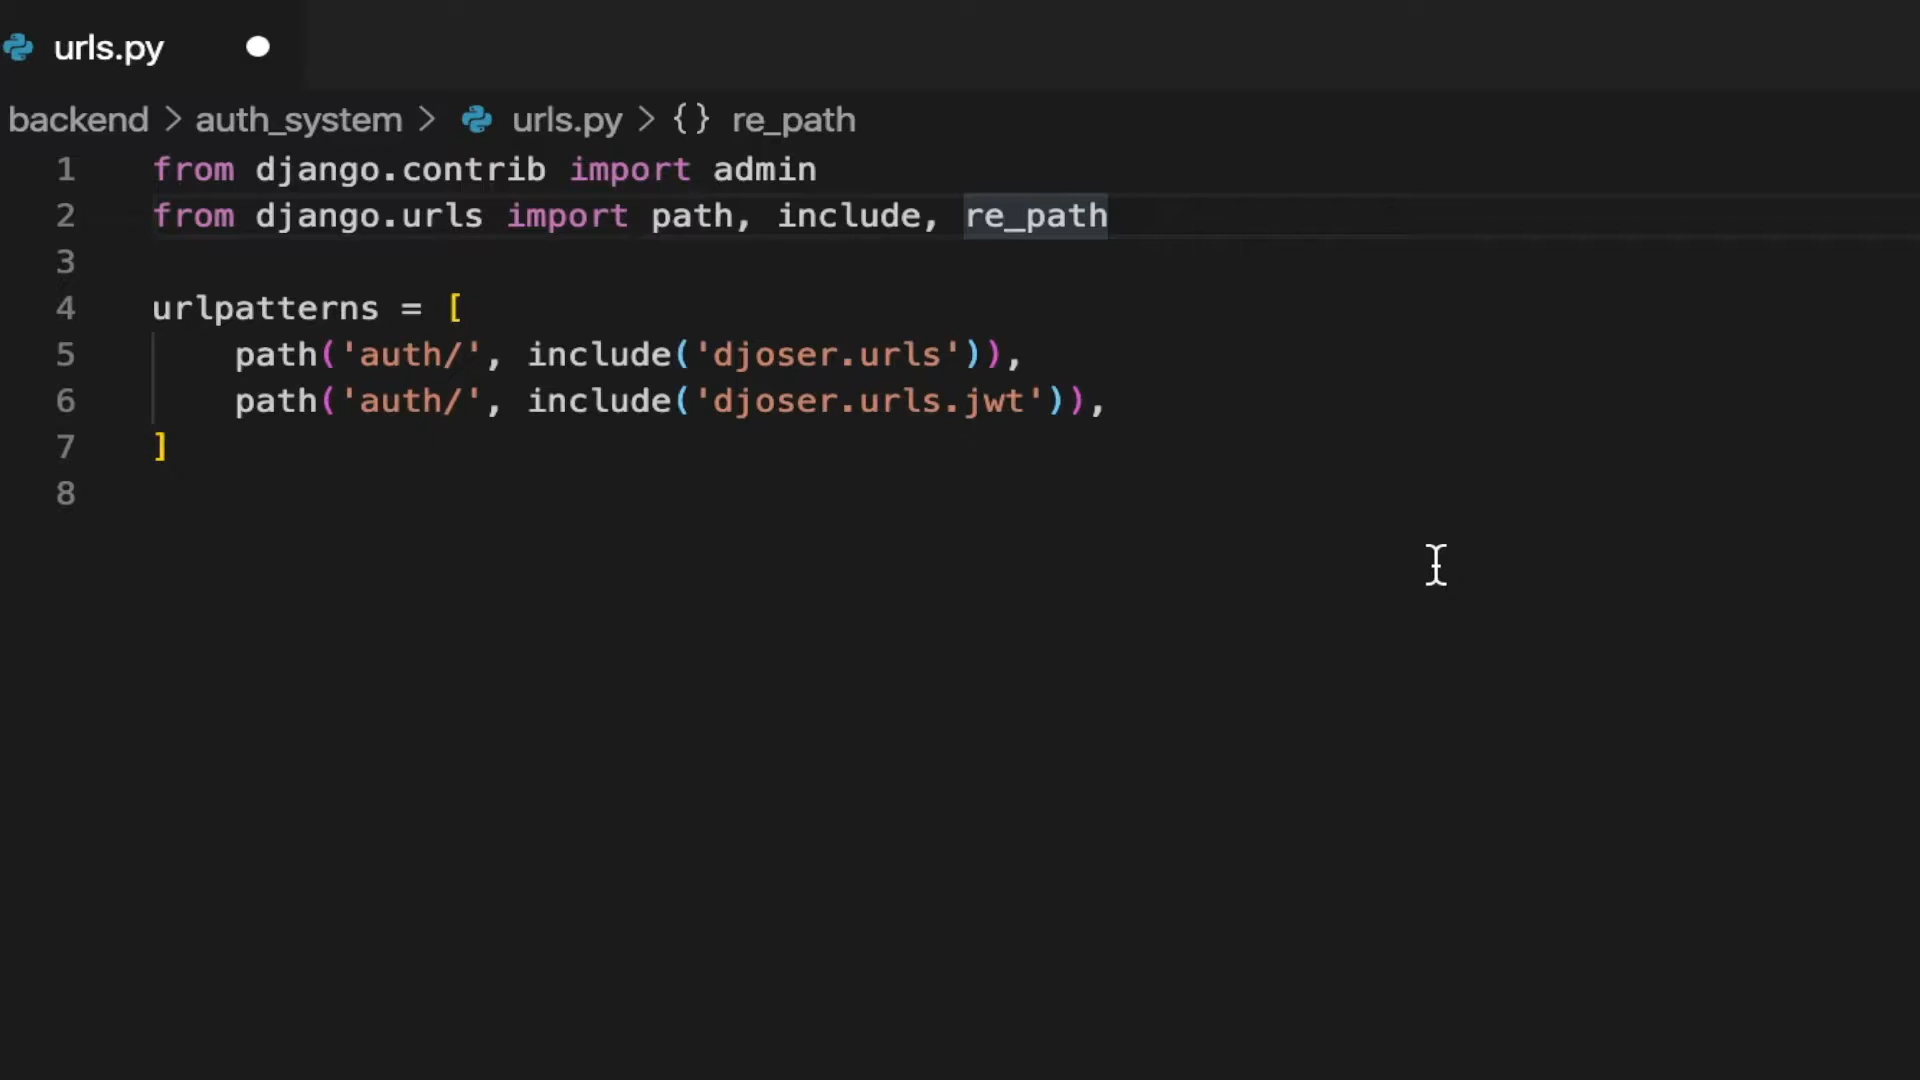 urls.py
backend > auth_system > urls.py > {} re_path
1 from django.contrib import admin
2 from django.urls import path, include, re_path
3
4 urlpatterns = [
5     path('auth/', include('djoser.urls')),
6     path('auth/', include('djoser.urls.jwt')),
7 ]
8